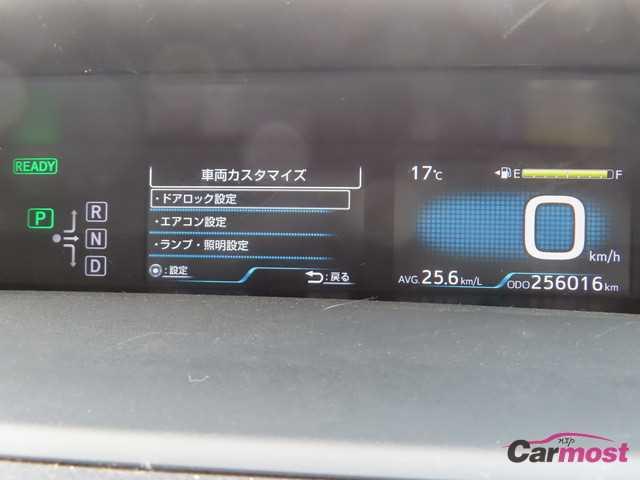 READY
P
R
N
D
車両カスタマイズ
・ドアロック設定
・エアコン設定
・ランプ・照明設定
:設定
:戻る
17℃
E F
0
km/h
AVG. 25.6 km/L
ODO 256016 km
Carmost